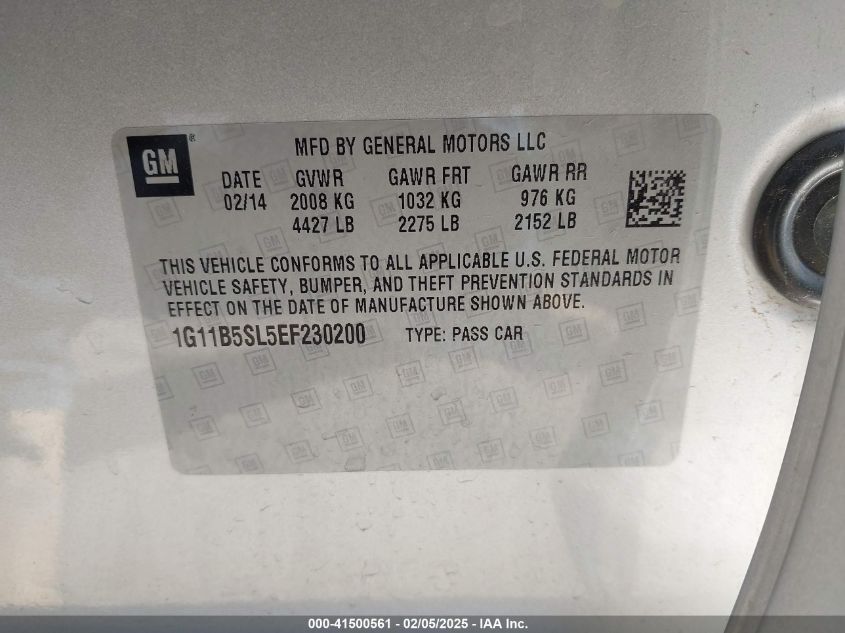 GM ®
MFD BY GENERAL MOTORS LLC
DATE GVWR GAWR FRT GAWR RR
02/14 2008 KG 1032 KG 976 KG
4427 LB 2275 LB 2152 LB
THIS VEHICLE CONFORMS TO ALL APPLICABLE U.S. FEDERAL MOTOR
VEHICLE SAFETY, BUMPER, AND THEFT PREVENTION STANDARDS IN
EFFECT ON THE DATE OF MANUFACTURE SHOWN ABOVE.
1G11B5SL5EF230200 TYPE: PASS CAR
000-41500561 - 02/05/2025 - IAA Inc.